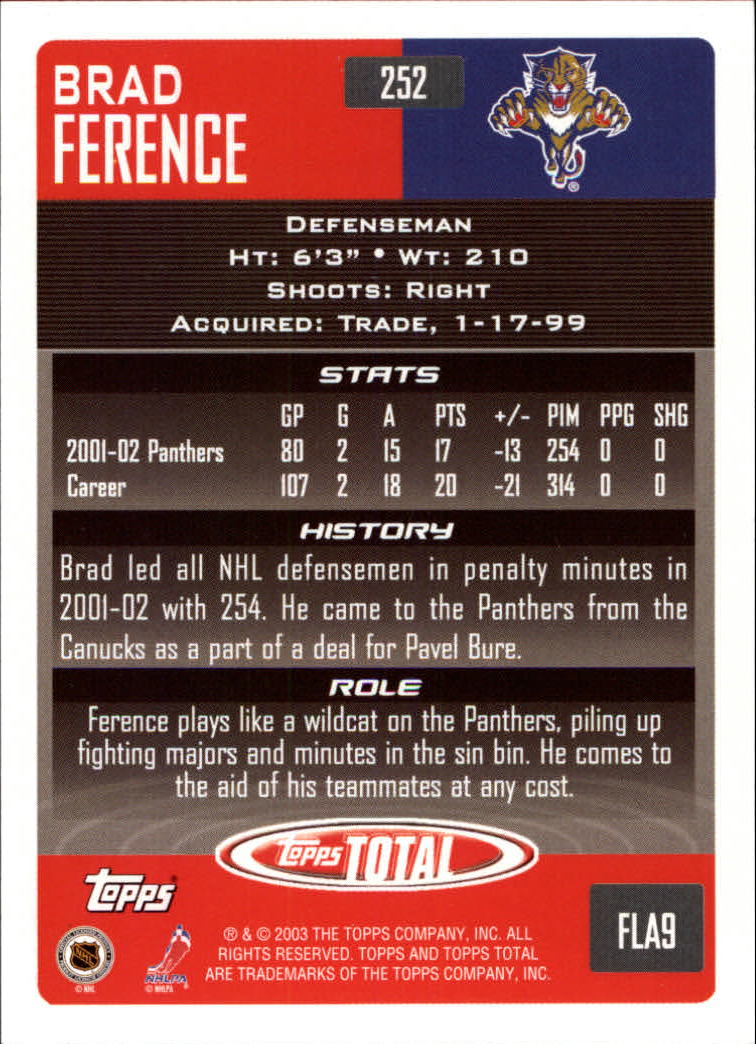 BRAD
FERENCE
252
®
DEFENSEMAN
HT: 6'3" • WT: 210
SHOOTS: RIGHT
ACQUIRED: TRADE, 1-17-99
STATS
GP G A PTS +/- PIM PPG SHG
2001-02 Panthers 80 2 15 17 -13 254 0 0
Career 107 2 18 20 -21 314 0 0
HISTORY
Brad led all NHL defensemen in penalty minutes in
2001-02 with 254. He came to the Panthers from the
Canucks as a part of a deal for Pavel Bure.
ROLE
Ference plays like a wildcat on the Panthers, piling up
fighting majors and minutes in the sin bin. He comes to
the aid of his teammates at any cost.
Topps TOTAL
Topps®
FLA9
® & © 2003 THE TOPPS COMPANY, INC. ALL
RIGHTS RESERVED. TOPPS AND TOPPS TOTAL
ARE TRADEMARKS OF THE TOPPS COMPANY, INC.
NHL
© NHL
NHLPA
© NHLPA